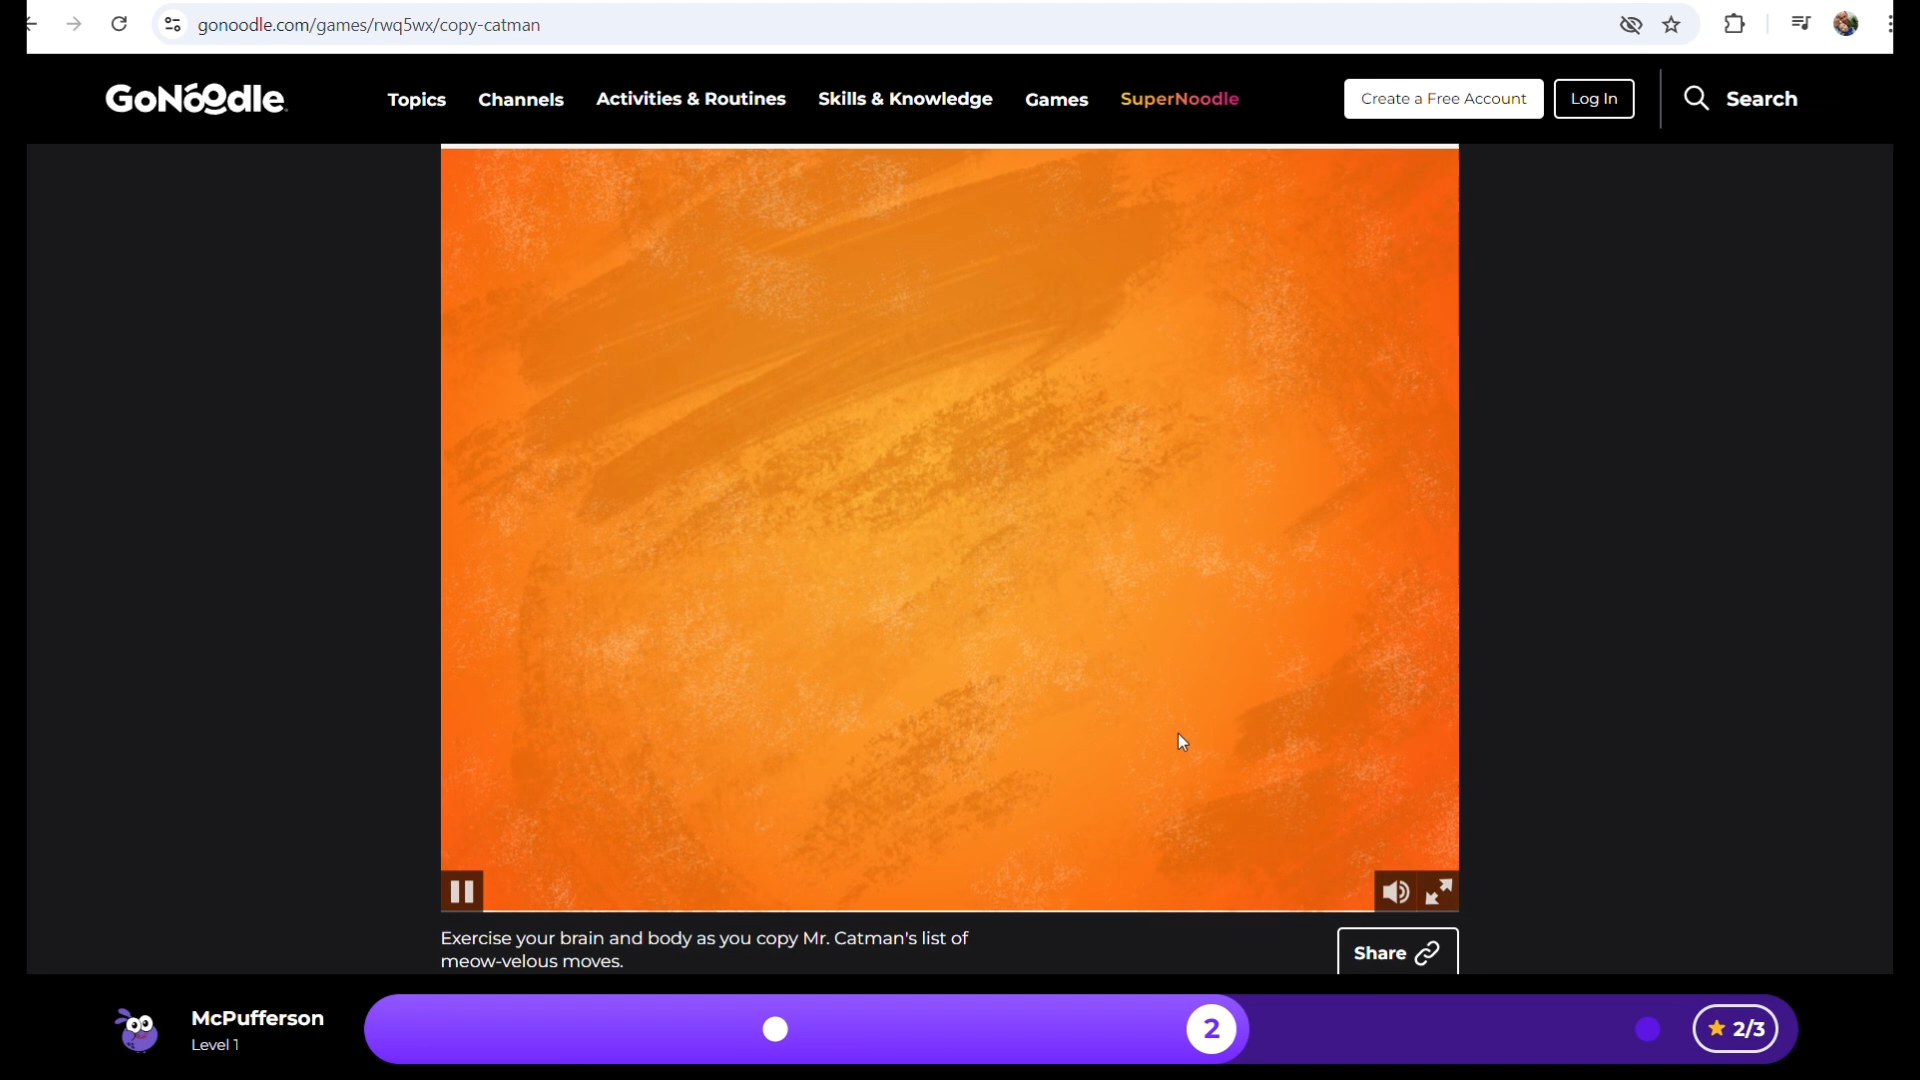 gonoodle.com/games/rwq5wx/copy-catman
GoNoodle
Topics
Channels
Activities & Routines
Skills & Knowledge
Games
SuperNoodle
Create a Free Account
Log In
Search
Exercise your brain and body as you copy Mr. Catman's list of
meow-velous moves.
Share
McPufferson
Level 1
2
2/3